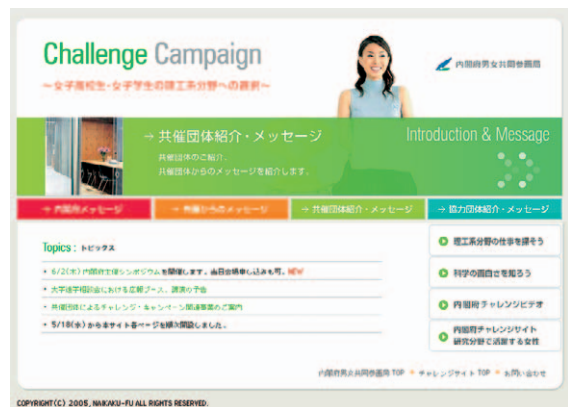 Challenge Campaign
～女子高校生・女子学生の理工系分野への選択～
内閣府男女共同参画局
→ 共催団体紹介・メッセージ
Introduction & Message
共催団体のご紹介、
共催団体からのメッセージを紹介します。
→ 内閣府メッセージ
→ 各層からのメッセージ
→ 共催団体紹介・メッセージ
→ 協力団体紹介・メッセージ
Topics : トピックス
6/2(木) 内閣府主催シンポジウムを開催します。当日会場申し込みも可。NEW
大学進学相談会における広報ブース、講演の予告
共催団体によるチャレンジ・キャンペーン関連事業のご案内
5/18(水)から本サイト各ページを順次開設しました。
理工系分野の仕事を探そう
科学の面白さを知ろう
内閣府チャレンジビデオ
内閣府チャレンジサイト
研究分野で活躍する女性
内閣府男女共同参画局 TOP
チャレンジサイト TOP
お問い合わせ
COPYRIGHT(C) 2005, NAIKAKU-FU ALL RIGHTS RESERVED.